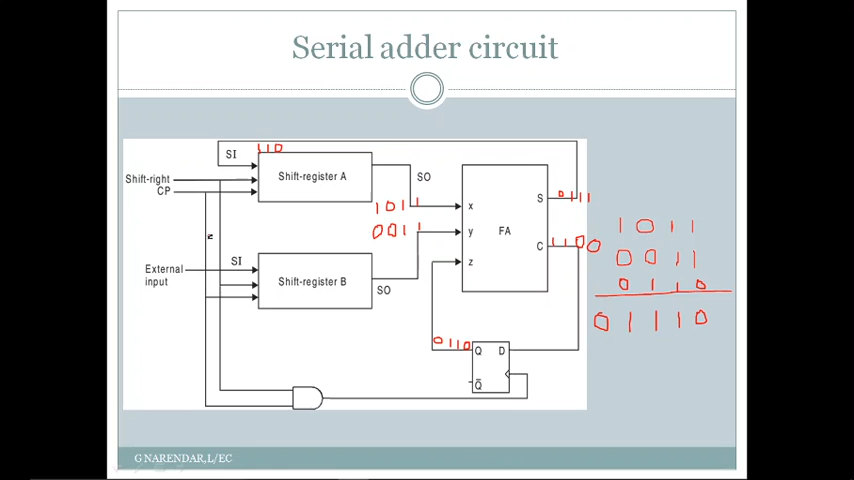 Serial adder circuit
SI
110
Shift-right
CP
Shift-register A
SO
1011
0011
x
y
z
FA
S
C
0111
1100
1011
0011
0110
01110
z
External
input
SI
Shift-register B
SO
0110
Q D
Q̅
G NARENDAR,L/EC